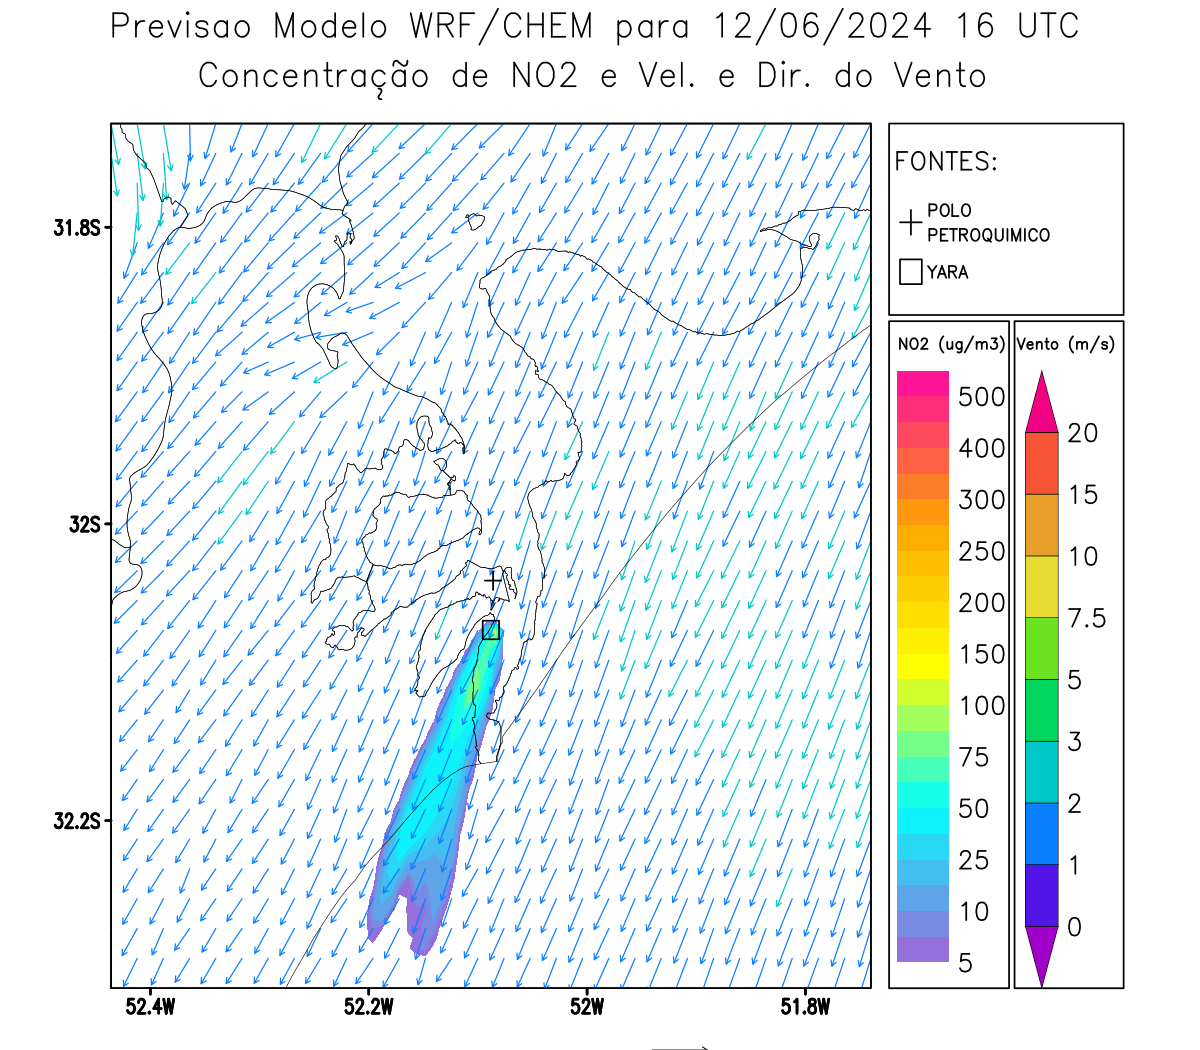 Previsao Modelo WRF/CHEM para 12/06/2024 16 UTC
Concentração de NO2 e Vel. e Dir. do Vento
FONTES:
POLO
PETROQUIMICO
YARA
NO2 (ug/m3)
500
400
300
250
200
150
100
75
50
25
10
5
Vento (m/s)
20
15
10
7.5
5
3
2
1
0
31.8S
32S
32.2S
52.4W
52.2W
52W
51.8W